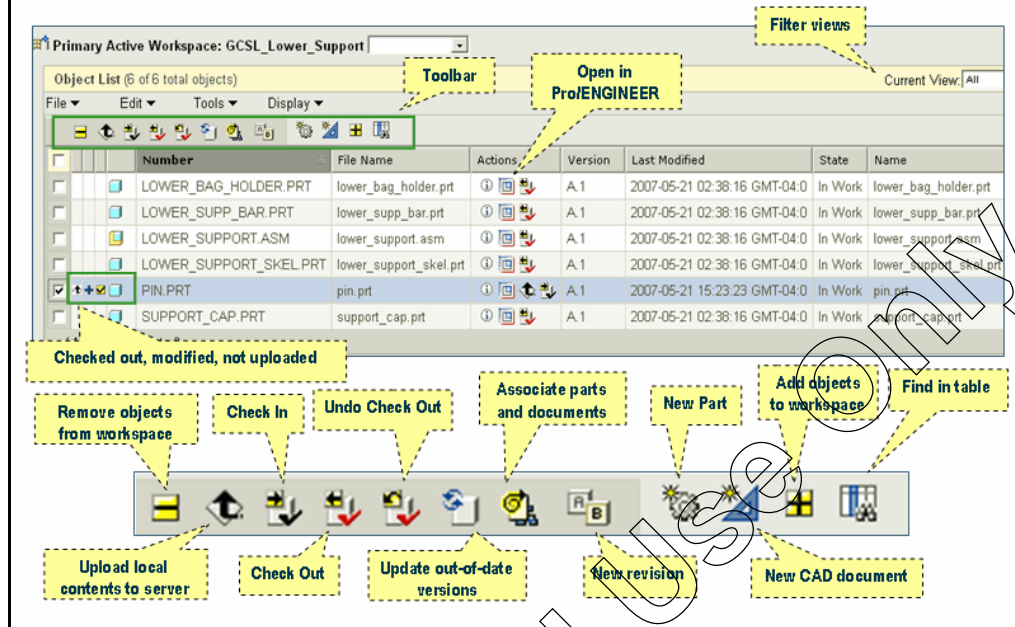 Filter views
Primary Active Workspace: GCSL_Lower_Support
Object List (6 of 6 total objects)
Toolbar
Open in
Pro/ENGINEER
Current View: All
File Edit Tools Display
A B
Number File Name Actions Version Last Modified State Name
LOWER_BAG_HOLDER.PRT lower_bag_holder.prt A.1 2007-05-21 02:38:16 GMT-04:0 In Work lower_bag_holder.prt
LOWER_SUPP_BAR.PRT lower_supp_bar.prt A.1 2007-05-21 02:38:16 GMT-04:0 In Work lower_supp_bar.prt
LOWER_SUPPORT.ASM lower_support.asm A.1 2007-05-21 02:38:16 GMT-04:0 In Work lower_support.asm
LOWER_SUPPORT_SKEL.PRT lower_support_skel.prt A.1 2007-05-21 02:38:16 GMT-04:0 In Work lower_support_skel.prt
PIN.PRT pin.prt A.1 2007-05-21 15:23:23 GMT-04:0 In Work pin.prt
SUPPORT_CAP.PRT support_cap.prt A.1 2007-05-21 02:38:16 GMT-04:0 In Work support_cap.prt
Checked out, modified, not uploaded
Remove objects
from workspace
Check In
Undo Check Out
Associate parts
and documents
New Part
Add objects
to workspace
Find in table
A B
Upload local
contents to server
Check Out
Update out-of-date
versions
New revision
New CAD document
Use only